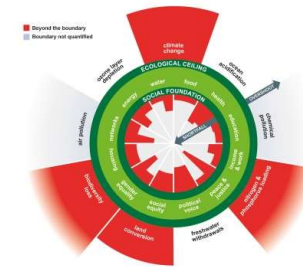 Beyond the boundary
Boundary not quantified
climate
change
ozone layer
depletion
ocean
acidification
ECOLOGICAL CEILING
air pollution
chemical
pollution
SOCIAL FOUNDATION
water
food
energy
health
networks
education
housing
income
& work
gender
equality
peace &
justice
social
equity
political
voice
SHORTFALL
OVERSHOOT
biodiversity
loss
nitrogen &
phosphorus loading
land
conversion
freshwater
withdrawals